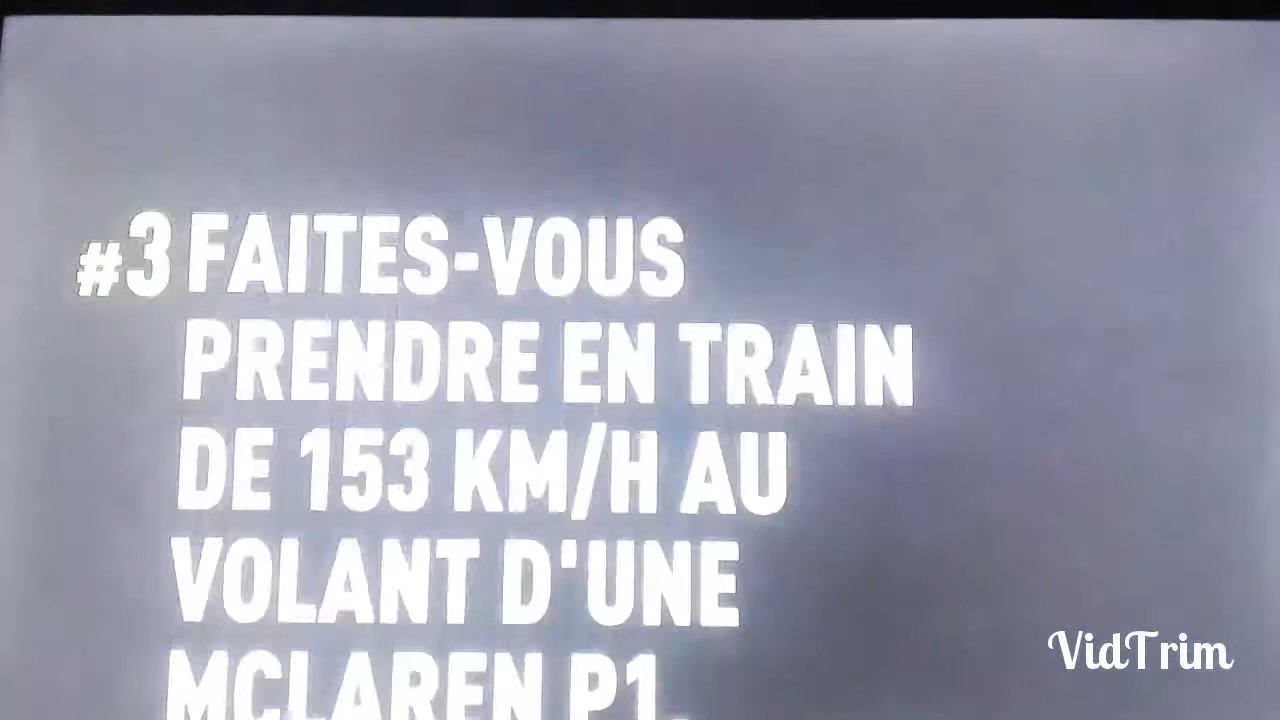 #3 FAITES-VOUS
PRENDRE EN TRAIN
DE 153 KM/H AU
VOLANT D'UNE
MCLAREN P1.
VidTrim